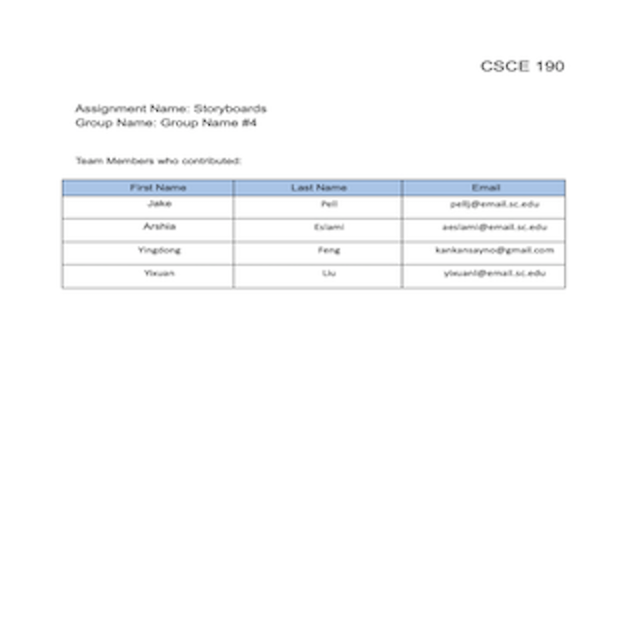 CSCE 190
Assignment Name: Storyboards
Group Name: Group Name #4
Team Members who contributed:
First Name Last Name Email
Jake Pell pellj@email.sc.edu
Arshia Eslami aeslami@email.sc.edu
Yingdong Feng kankansayno@gmail.com
Yixuan Liu yixuanl@email.sc.edu